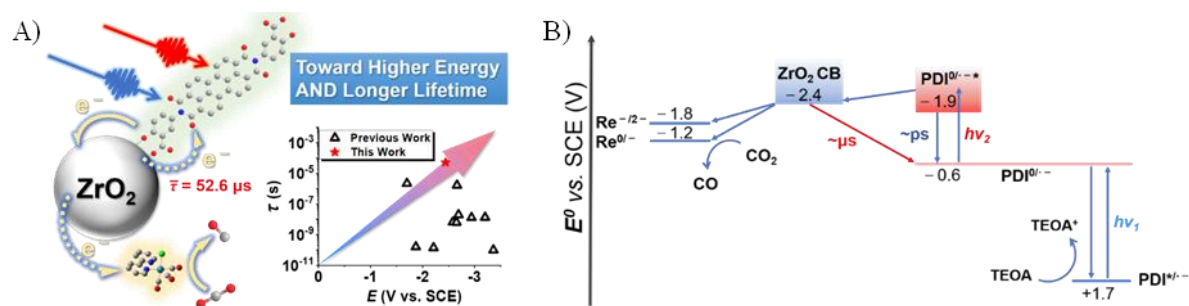 A)
Toward Higher Energy
AND Longer Lifetime
e⁻
e⁻
ZrO₂
τ̄ = 52.6 μs
e⁻
△ Previous Work
★ This Work
τ (s)
10⁻³
10⁻⁵
10⁻⁷
10⁻⁹
10⁻¹¹
0 -1 -2 -3
E (V vs. SCE)
B)
E⁰ vs. SCE (V)
ZrO₂ CB
− 2.4
PDI⁰/·− *
− 1.9
Re⁻/²⁻ − 1.8
Re⁰/⁻ − 1.2
CO₂
CO
~μs
~ps
hν₂
− 0.6
PDI⁰/·−
TEOA⁺
TEOA
hν₁
+1.7
PDI*/·−